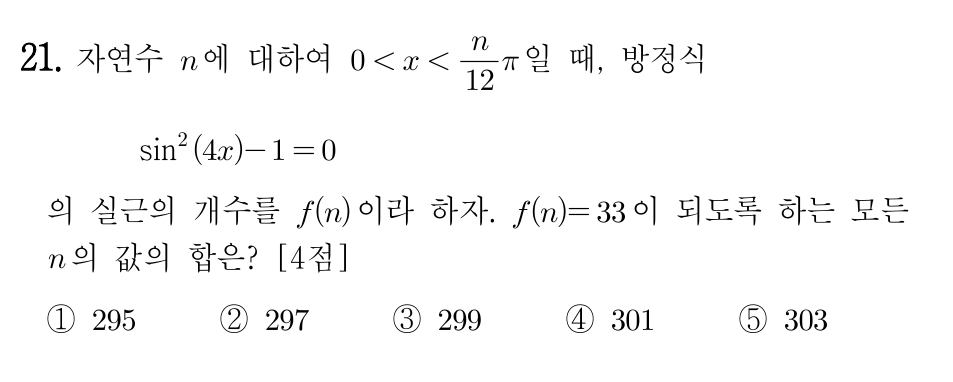 21. 자연수 n에 대하여 0 < x < n/12 π일 때, 방정식
sin²(4x) − 1 = 0
의 실근의 개수를 f(n)이라 하자. f(n)=33이 되도록 하는 모든
n의 값의 합은? [4점]
① 295 ② 297 ③ 299 ④ 301 ⑤ 303